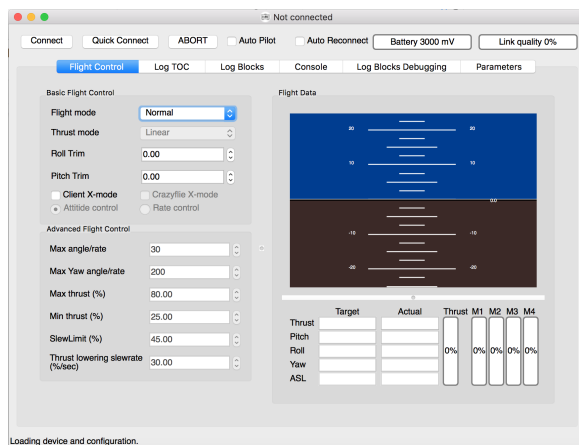 Not connected
Connect Quick Connect ABORT Auto Pilot Auto Reconnect Battery 3000 mV Link quality 0%
Flight Control Log TOC Log Blocks Console Log Blocks Debugging Parameters
Basic Flight Control
Flight mode Normal
Thrust mode Linear
Roll Trim 0.00
Pitch Trim 0.00
Client X-mode Crazyflie X-mode
Attitide control Rate control
Advanced Flight Control
Max angle/rate 30
Max Yaw angle/rate 200
Max thrust (%) 80.00
Min thrust (%) 25.00
SlewLimit (%) 45.00
Thrust lowering slewrate
(%/sec) 30.00
Flight Data
20 20
10 10
0.0
-10 -10
-20 -20
Target Actual Thrust M1 M2 M3 M4
Thrust
Pitch
Roll 0% 0% 0% 0% 0%
Yaw
ASL
Loading device and configuration.